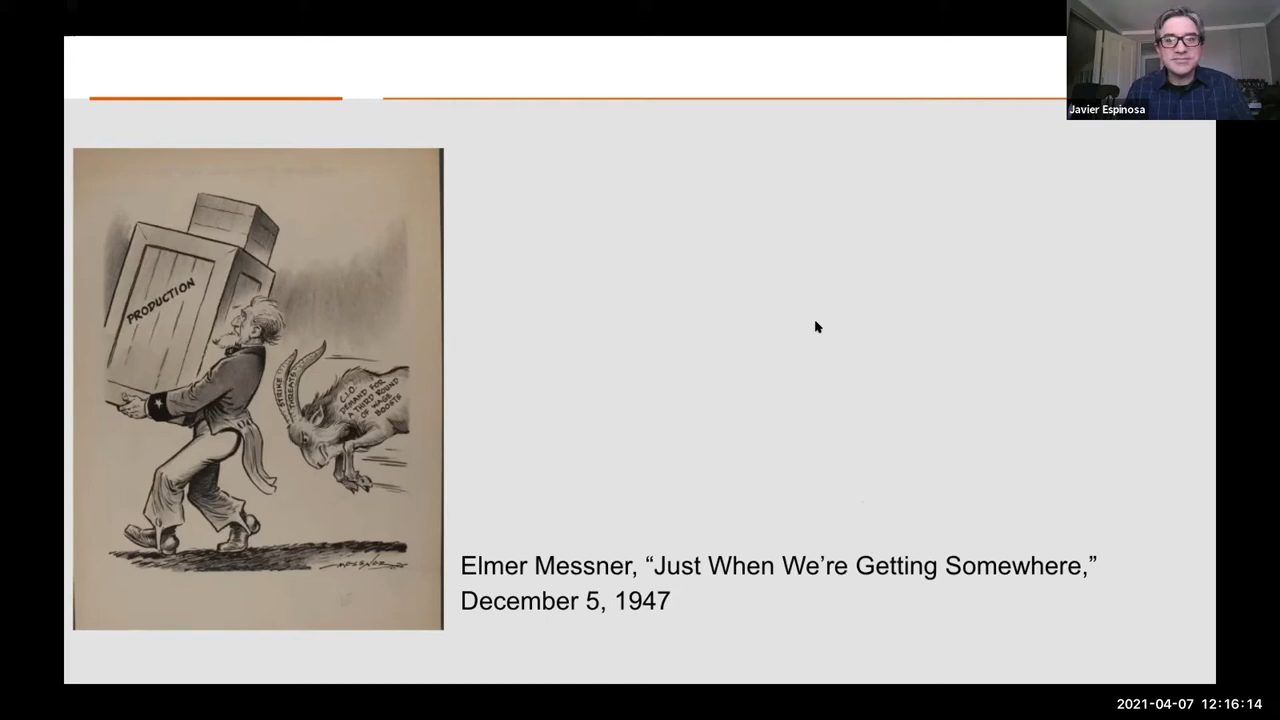 Javier Espinosa
PRODUCTION
STRIKE
THREATS
C.I.O.
DEMAND FOR
A THIRD ROUND
OF WAGE
BOOSTS
MESSNER
Elmer Messner, “Just When We’re Getting Somewhere,”
December 5, 1947
2021-04-07 12:16:14